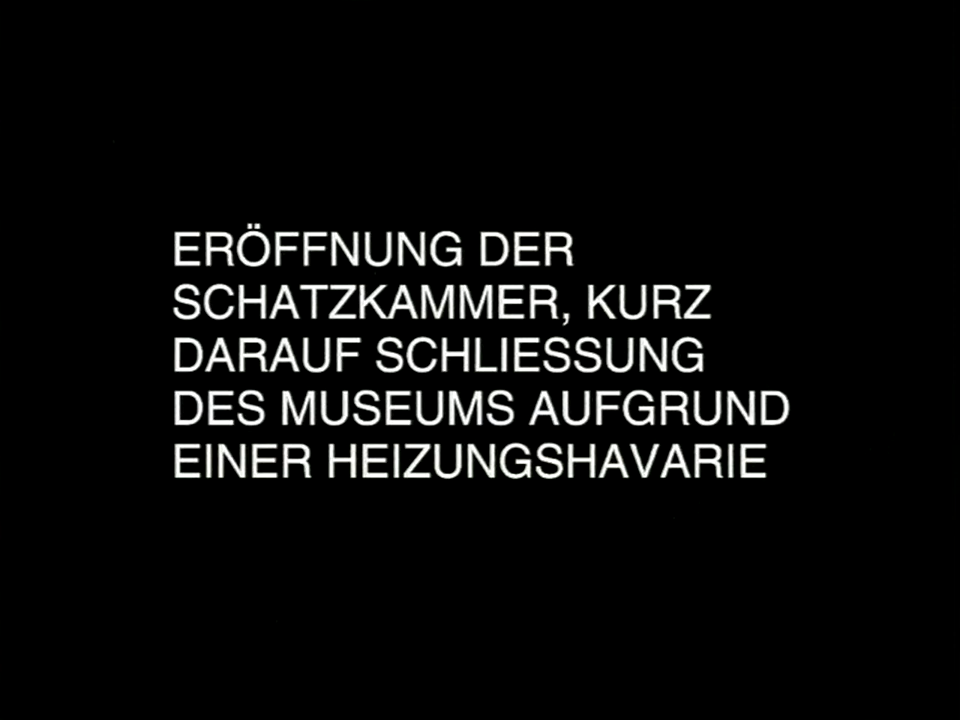 ERÖFFNUNG DER
SCHATZKAMMER, KURZ
DARAUF SCHLIESSUNG
DES MUSEUMS AUFGRUND
EINER HEIZUNGSHAVARIE